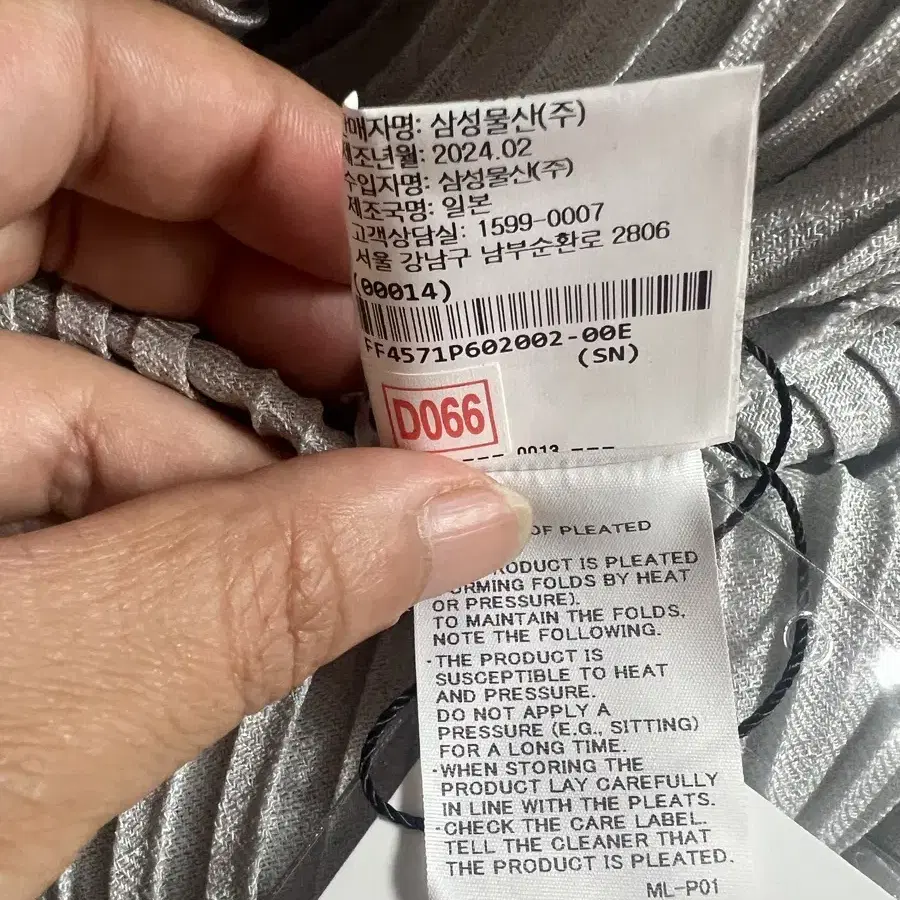 판매자명: 삼성물산(주)
제조년월: 2024.02
수입자명: 삼성물산(주)
제조국명: 일본
고객상담실: 1599-0007
서울 강남구 남부순환로 2806
(00014)
FF4571P602002-00E
(SN)
D066
--- 0013 ---
OF PLEATED
PRODUCT IS PLEATED
FORMING FOLDS BY HEAT
OR PRESSURE).
TO MAINTAIN THE FOLDS,
NOTE THE FOLLOWING.
·THE PRODUCT IS
SUSCEPTIBLE TO HEAT
AND PRESSURE.
DO NOT APPLY A
PRESSURE (E.G., SITTING)
FOR A LONG TIME.
·WHEN STORING THE
PRODUCT LAY CAREFULLY
IN LINE WITH THE PLEATS.
·CHECK THE CARE LABEL.
TELL THE CLEANER THAT
THE PRODUCT IS PLEATED.
ML-P01